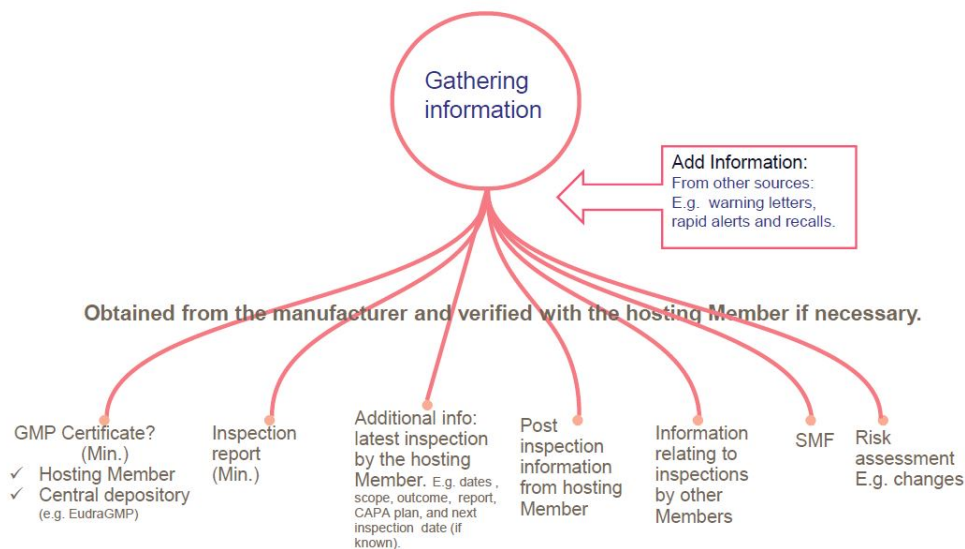 Gathering
information
Add Information:
From other sources:
E.g. warning letters,
rapid alerts and recalls.
Obtained from the manufacturer and verified with the hosting Member if necessary.
GMP Certificate?
(Min.)
✓ Hosting Member
✓ Central depository
(e.g. EudraGMP)
Inspection
report
(Min.)
Additional info:
latest inspection
by the hosting
Member. E.g. dates ,
scope, outcome, report,
CAPA plan, and next
inspection date (if
known).
Post
inspection
information
from hosting
Member
Information
relating to
inspections
by other
Members
SMF
Risk
assessment
E.g. changes